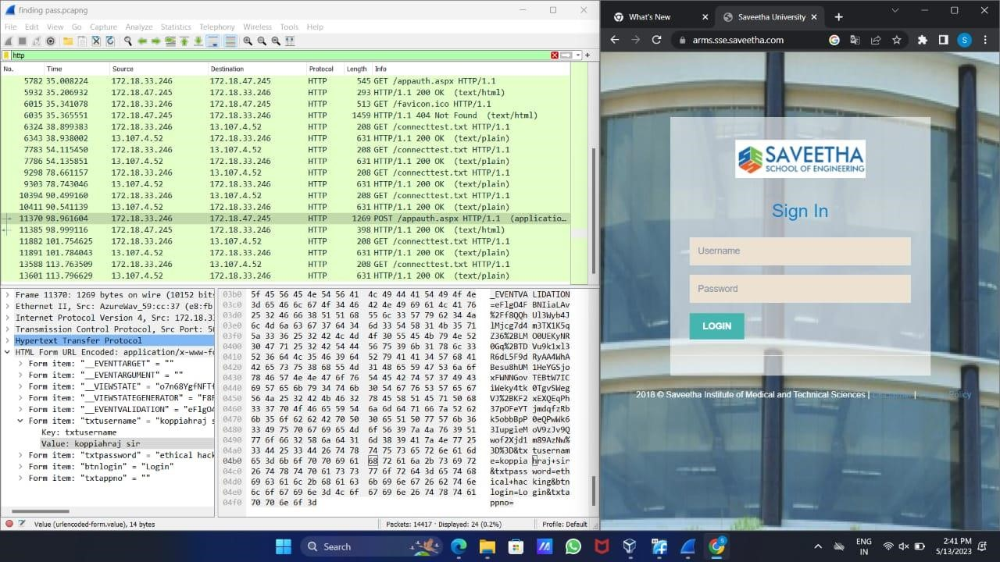 finding pass.pcapng
File Edit View Go Capture Analyze Statistics Telephony Wireless Tools Help
http
No. Time Source Destination Protocol Length Info
5782 35.008224 172.18.33.246 172.18.47.245 HTTP 545 GET /appauth.aspx HTTP/1.1
5932 35.206932 172.18.47.245 172.18.33.246 HTTP 293 HTTP/1.1 200 OK (text/html)
6015 35.341078 172.18.33.246 172.18.47.245 HTTP 513 GET /favicon.ico HTTP/1.1
6035 35.365551 172.18.47.245 172.18.33.246 HTTP 1459 HTTP/1.1 404 Not Found (text/html)
6324 38.899383 172.18.33.246 13.107.4.52 HTTP 208 GET /connecttest.txt HTTP/1.1
6343 38.938002 13.107.4.52 172.18.33.246 HTTP 631 HTTP/1.1 200 OK (text/plain)
7783 54.115450 172.18.33.246 13.107.4.52 HTTP 208 GET /connecttest.txt HTTP/1.1
7786 54.135851 13.107.4.52 172.18.33.246 HTTP 631 HTTP/1.1 200 OK (text/plain)
9298 78.661157 172.18.33.246 13.107.4.52 HTTP 208 GET /connecttest.txt HTTP/1.1
9303 78.743046 13.107.4.52 172.18.33.246 HTTP 631 HTTP/1.1 200 OK (text/plain)
10394 90.499160 172.18.33.246 13.107.4.52 HTTP 208 GET /connecttest.txt HTTP/1.1
10411 90.541139 13.107.4.52 172.18.33.246 HTTP 631 HTTP/1.1 200 OK (text/plain)
11370 98.961604 172.18.33.246 172.18.47.245 HTTP 1269 POST /appauth.aspx HTTP/1.1 (applicatio…
11385 98.999116 172.18.47.245 172.18.33.246 HTTP 398 HTTP/1.1 200 OK (text/html)
11882 101.754625 172.18.33.246 13.107.4.52 HTTP 208 GET /connecttest.txt HTTP/1.1
11891 101.784043 13.107.4.52 172.18.33.246 HTTP 631 HTTP/1.1 200 OK (text/plain)
13588 113.763509 172.18.33.246 13.107.4.52 HTTP 208 GET /connecttest.txt HTTP/1.1
13601 113.796629 13.107.4.52 172.18.33.246 HTTP 631 HTTP/1.1 200 OK (text/plain)
Frame 11370: 1269 bytes on wire (10152 bit
Ethernet II, Src: AzureWav_59:cc:37 (e8:fb
Internet Protocol Version 4, Src: 172.18.3
Transmission Control Protocol, Src Port: 5
Hypertext Transfer Protocol
HTML Form URL Encoded: application/x-www-fo
Form item: "__EVENTTARGET" = ""
Form item: "__EVENTARGUMENT" = ""
Form item: "__VIEWSTATE" = "o7n68YgfNFT
Form item: "__VIEWSTATEGENERATOR" = "F8F
Form item: "__EVENTVALIDATION" = "eFlgO4
Form item: "txtusername" = "koppiahraj s
Key: txtusername
Value: koppiahraj sir
Form item: "txtpassword" = "ethical hack
Form item: "btnlogin" = "Login"
Form item: "txtappno" = ""
03b0 5f 45 56 45 4e 54 56 41 4c 49 44 41 54 49 4f 4e _EVENTVA LIDATION
03c0 3d 65 46 6c 67 4f 34 46 42 4e 49 69 61 4c 41 76 =eFlgO4F BNIiaLAv
03d0 25 32 46 66 38 51 51 68 55 6c 33 57 79 62 34 4a %2Ff8QQh Ul3Wyb4J
03e0 6c 4d 6a 63 67 37 64 34 6d 33 54 58 31 4b 35 71 lMjcg7d4 m3TX1K5q
03f0 5a 33 36 25 32 42 4c 4d 4f 30 55 45 4b 79 4e 52 Z36%2BLM O0UEKyNR
0400 30 47 71 25 32 42 54 44 56 75 39 6b 31 78 6c 33 0Gq%2BTD Vu9k1xl3
0410 52 36 64 4c 35 46 39 64 52 79 41 41 34 57 68 41 R6dL5F9d RyAA4WhA
0420 42 65 73 75 38 68 55 4d 31 48 65 59 47 53 6a 6f Besu8hUM 1HeYGSjo
0430 78 46 57 4e 4e 47 6f 76 54 45 42 74 57 37 49 43 xFWNNGov TEBtW7IC
0440 69 57 65 6b 79 34 74 6b 30 54 67 76 53 57 65 67 iWeky4tk 0TgvSWeg
0450 56 4a 25 32 42 4b 46 32 78 45 58 51 45 71 50 68 VJ%2BKF2 xEXQEqPh
0460 33 37 70 4f 46 65 59 54 6a 6d 64 71 66 7a 52 62 37pOFeYT jmdqfzRb
0470 6b 35 6f 62 62 42 70 50 30 65 51 50 77 57 6b 36 k5obbBpP 0eQPwWk6
0480 33 49 75 70 67 69 65 4d 6f 56 39 7a 4a 76 39 51 3IupgieM oV9zJv9Q
0490 77 6f 66 32 58 6a 64 31 6d 38 39 41 7a 4e 77 25 wof2Xjd1 m89AzNw%
04a0 33 44 25 33 44 26 74 78 74 75 73 65 72 6e 61 6d 3D%3D&tx tusernam
04b0 65 3d 6b 6f 70 70 69 61 68 72 61 6a 2b 73 69 72 e=koppia hraj+sir
04c0 26 74 78 74 70 61 73 73 77 6f 72 64 3d 65 74 68 &txtpass word=eth
04d0 69 63 61 6c 2b 68 61 63 6b 69 6e 67 26 62 74 6e ical+hac king&btn
04e0 6c 6f 67 69 6e 3d 4c 6f 67 69 6e 26 74 78 74 61 login=Lo gin&txta
04f0 70 70 6e 6f 3d ppno=
Value (urlencoded-form.value), 14 bytes
Packets: 14417 · Displayed: 24 (0.2%)
Profile: Default
What's New
Saveetha University
arms.sse.saveetha.com
S
SAVEETHA
SCHOOL OF ENGINEERING
Sign In
Username
Password
LOGIN
2018 © Saveetha Institute of Medical and Technical Sciences | | Policy
Search
ENG
IN
2:41 PM
5/13/2023